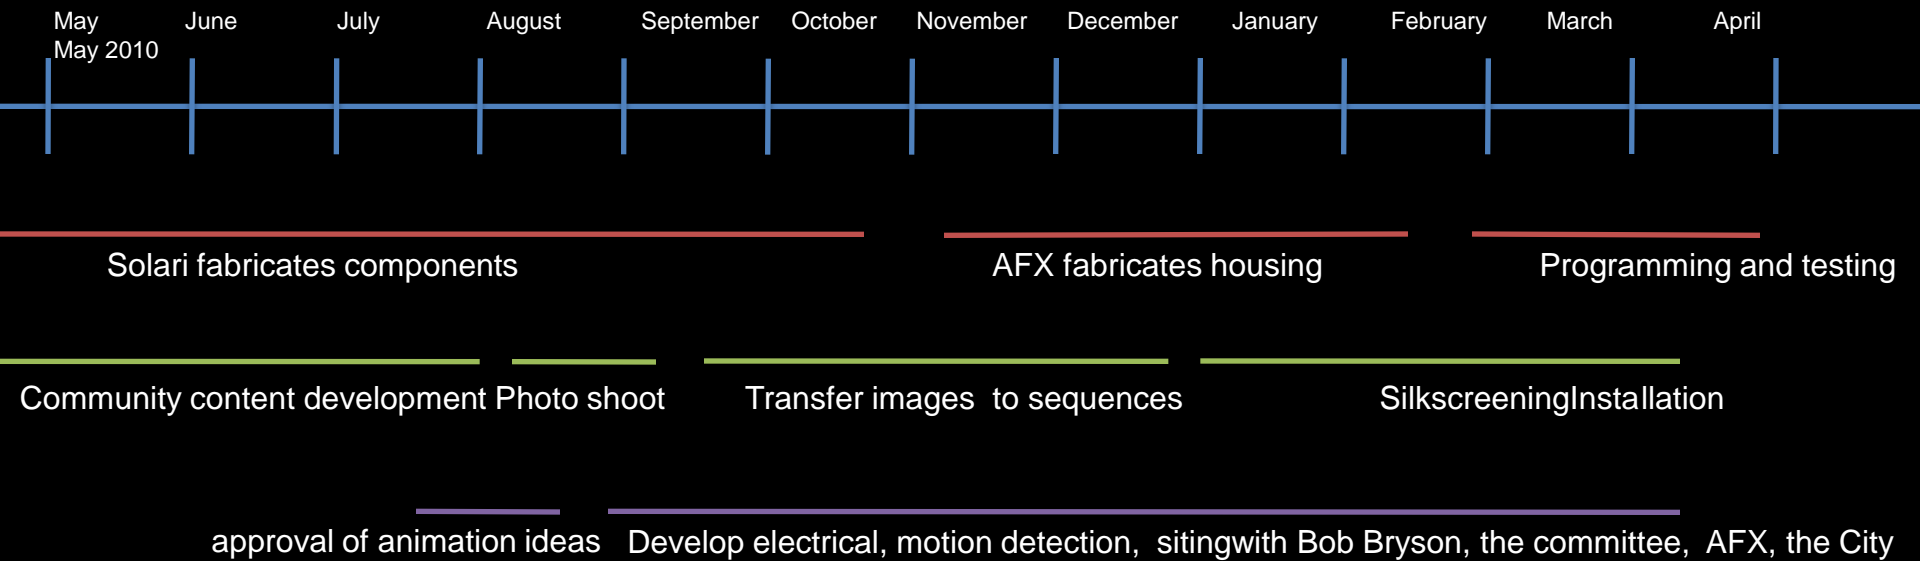 May June July August September October November December January February March April
May 2010
Solari fabricates components AFX fabricates housing Programming and testing
Community content development Photo shoot Transfer images to sequences SilkscreeningInstallation
approval of animation ideas Develop electrical, motion detection, sitingwith Bob Bryson, the committee, AFX, the City